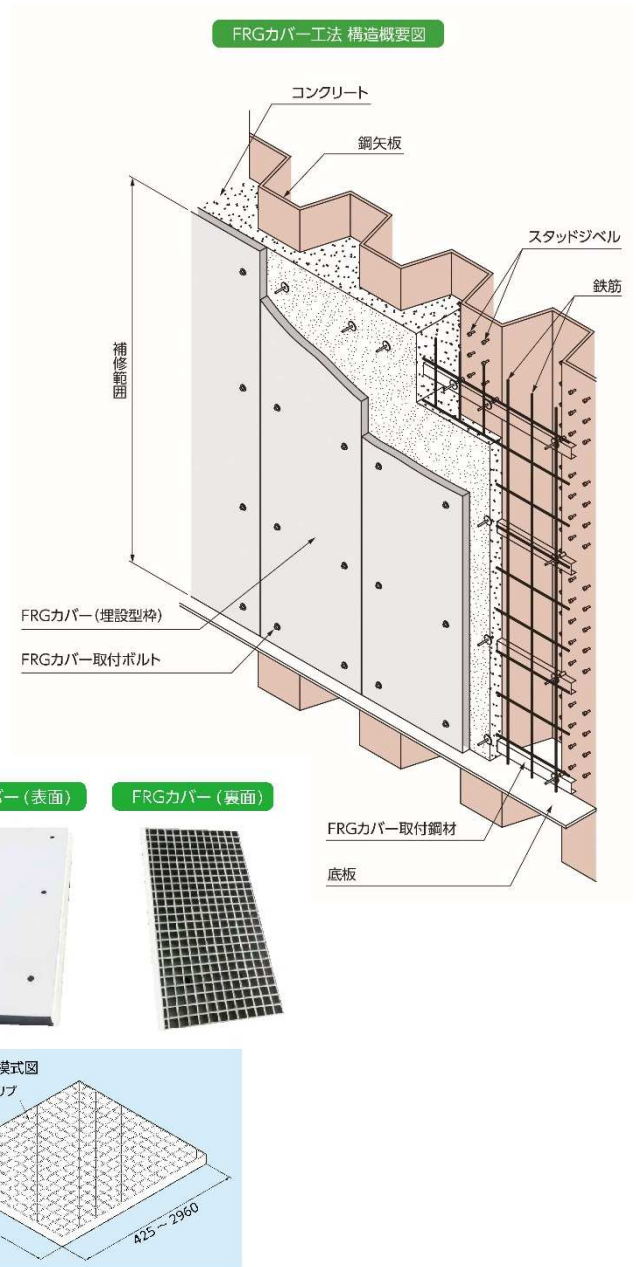 FRGカバー工法 構造概要図
コンクリート
鋼矢板
スタッドジベル
鉄筋
補修範囲
FRGカバー(埋設型枠)
FRGカバー取付ボルト
バー(表面)
FRGカバー(裏面)
FRGカバー取付鋼材
底板
模式図
リブ
425～2960